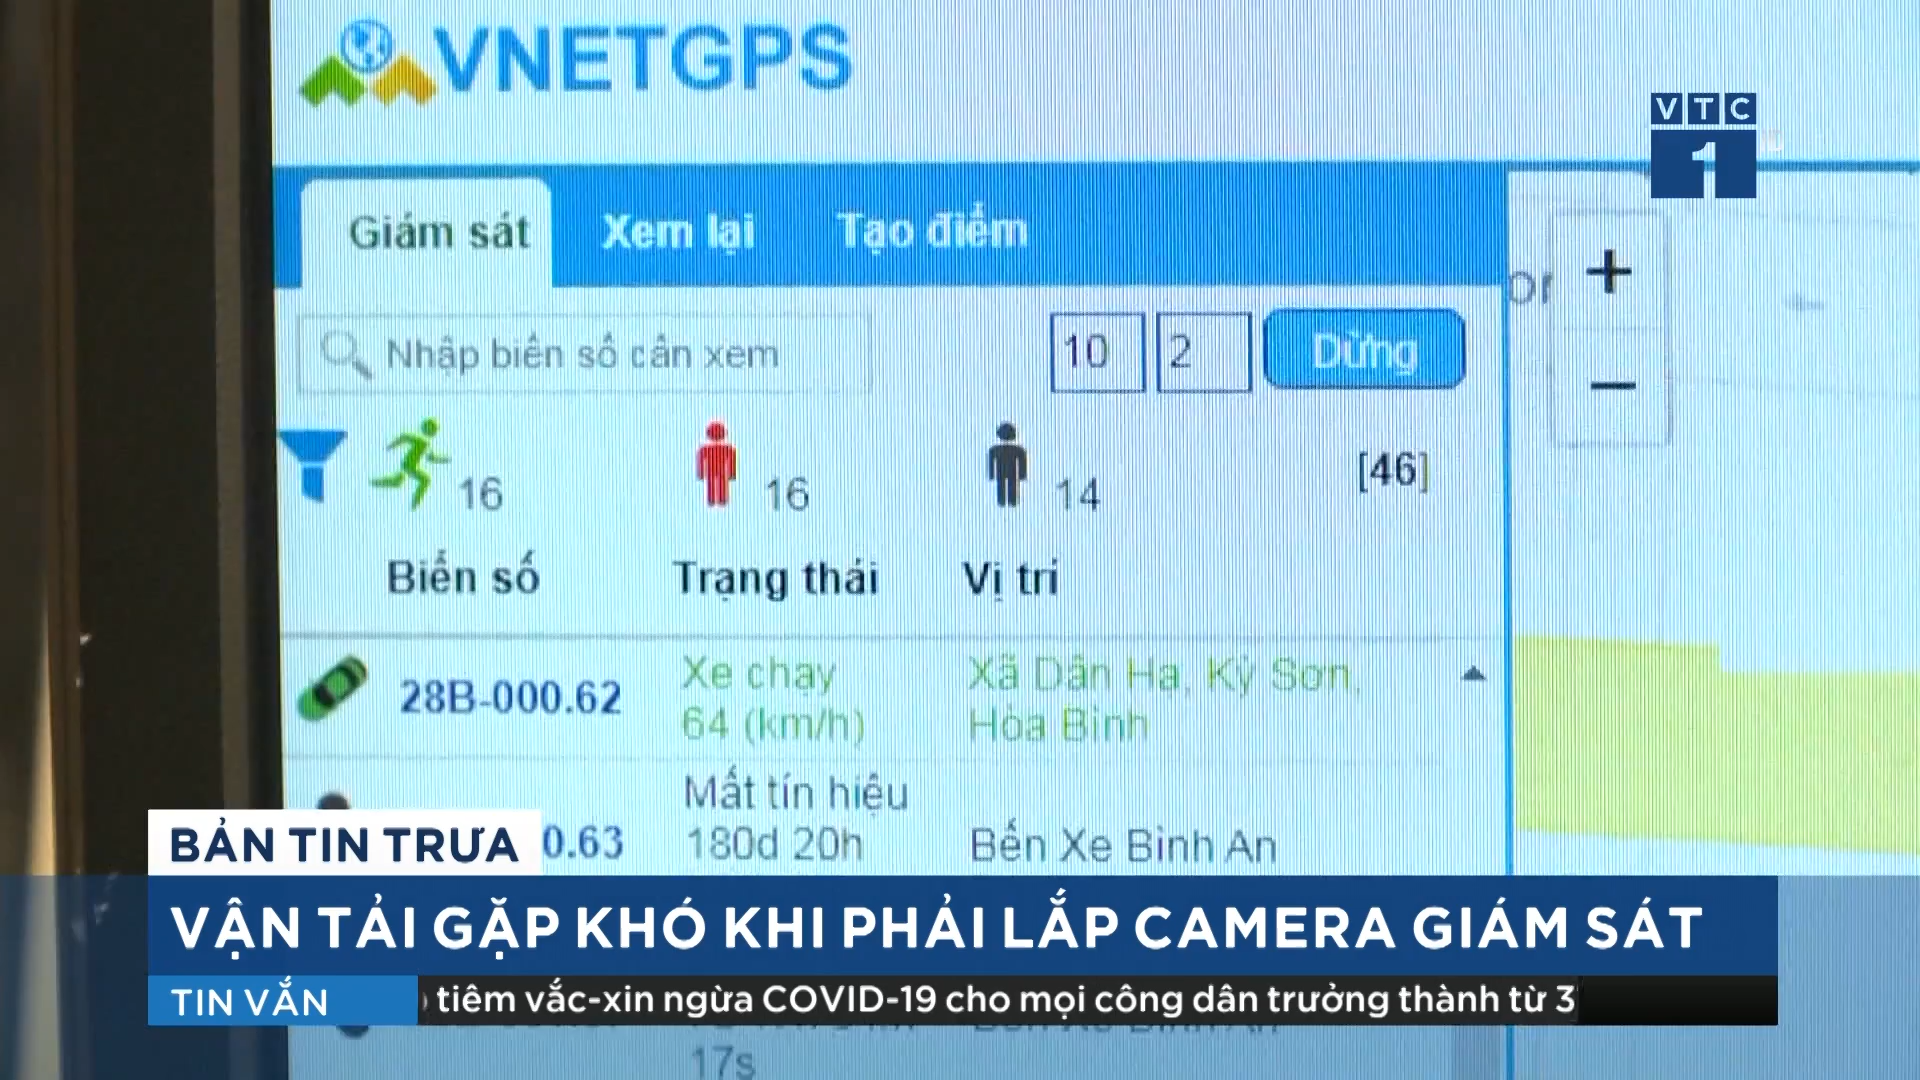 VNETGPS
VTC
1
Giám sát Xem lại Tạo điểm
Nhập biển số cần xem 10 2 Dừng
16 16 14 [46]
Biển số Trạng thái Vị trí
28B-000.62 Xe chạy 64 (km/h) Xã Dân Hạ, Kỳ Sơn, Hòa Bình
0.63 Mất tín hiệu 180d 20h Bến Xe Bình An
BẢN TIN TRƯA
VẬN TẢI GẶP KHÓ KHI PHẢI LẮP CAMERA GIÁM SÁT
TIN VẮN tiêm vắc-xin ngừa COVID-19 cho mọi công dân trưởng thành từ 3
17s